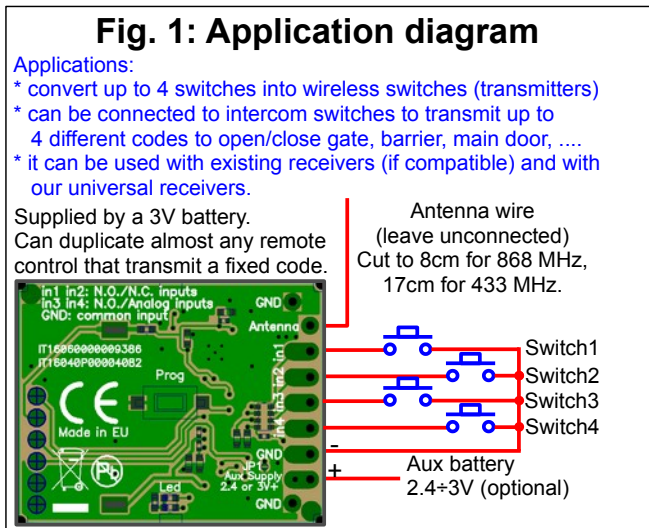 Fig. 1: Application diagram
Applications:
* convert up to 4 switches into wireless switches (transmitters)
* can be connected to intercom switches to transmit up to
4 different codes to open/close gate, barrier, main door, ....
* it can be used with existing receivers (if compatible) and with
our universal receivers.
Supplied by a 3V battery.
Can duplicate almost any remote
control that transmit a fixed code.
Antenna wire
(leave unconnected)
Cut to 8cm for 868 MHz,
17cm for 433 MHz.
in1 in2: N.O./N.C. inputs
in3 in4: N.O./Analog inputs
GND: common input
GND
Antenna
IT16060000009386
IT16040P00004082
Prog
in1
in2
in3
in4
CE
Made in EU
Pb
GND
JP1
Aux Supply
2.4 or 3V+
Led
GND
Switch1
Switch2
Switch3
Switch4
-
+
Aux battery
2.4÷3V (optional)